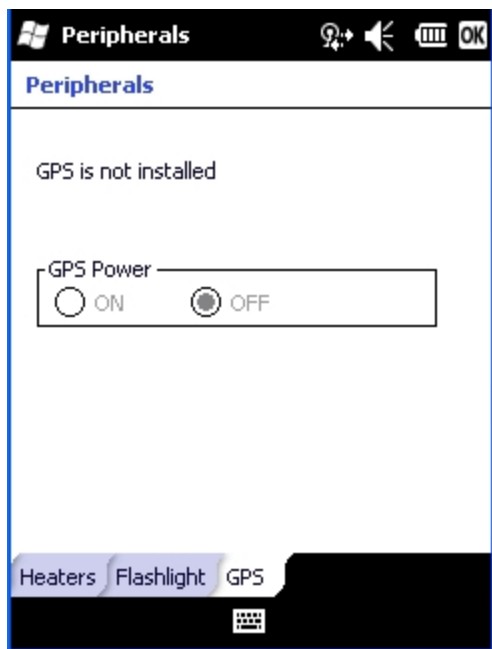 Peripherals
OK
Peripherals
GPS is not installed
GPS Power
ON OFF
Heaters Flashlight GPS